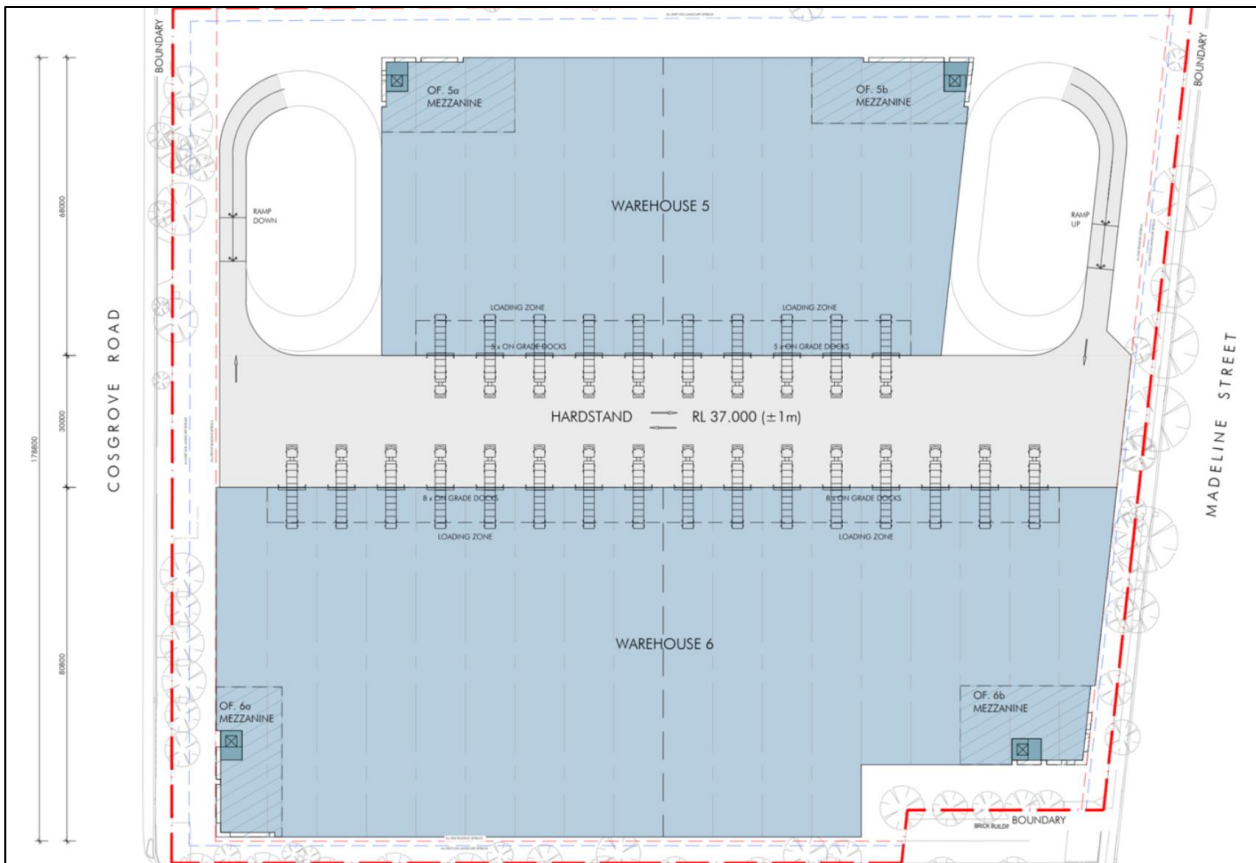 BOUNDARY
BOUNDARY
OF. 5a
MEZZANINE
OF. 5b
MEZZANINE
68000
WAREHOUSE 5
RAMP
DOWN
RAMP
UP
LOADING ZONE
LOADING ZONE
5 x ON GRADE DOCKS
5 x ON GRADE DOCKS
COSGROVE ROAD
MADELINE STREET
178800
30000
HARDSTAND
RL 37.000 (±1m)
8 x ON GRADE DOCKS
8 x ON GRADE DOCKS
LOADING ZONE
LOADING ZONE
WAREHOUSE 6
80800
OF. 6a
MEZZANINE
OF. 6b
MEZZANINE
BOUNDARY